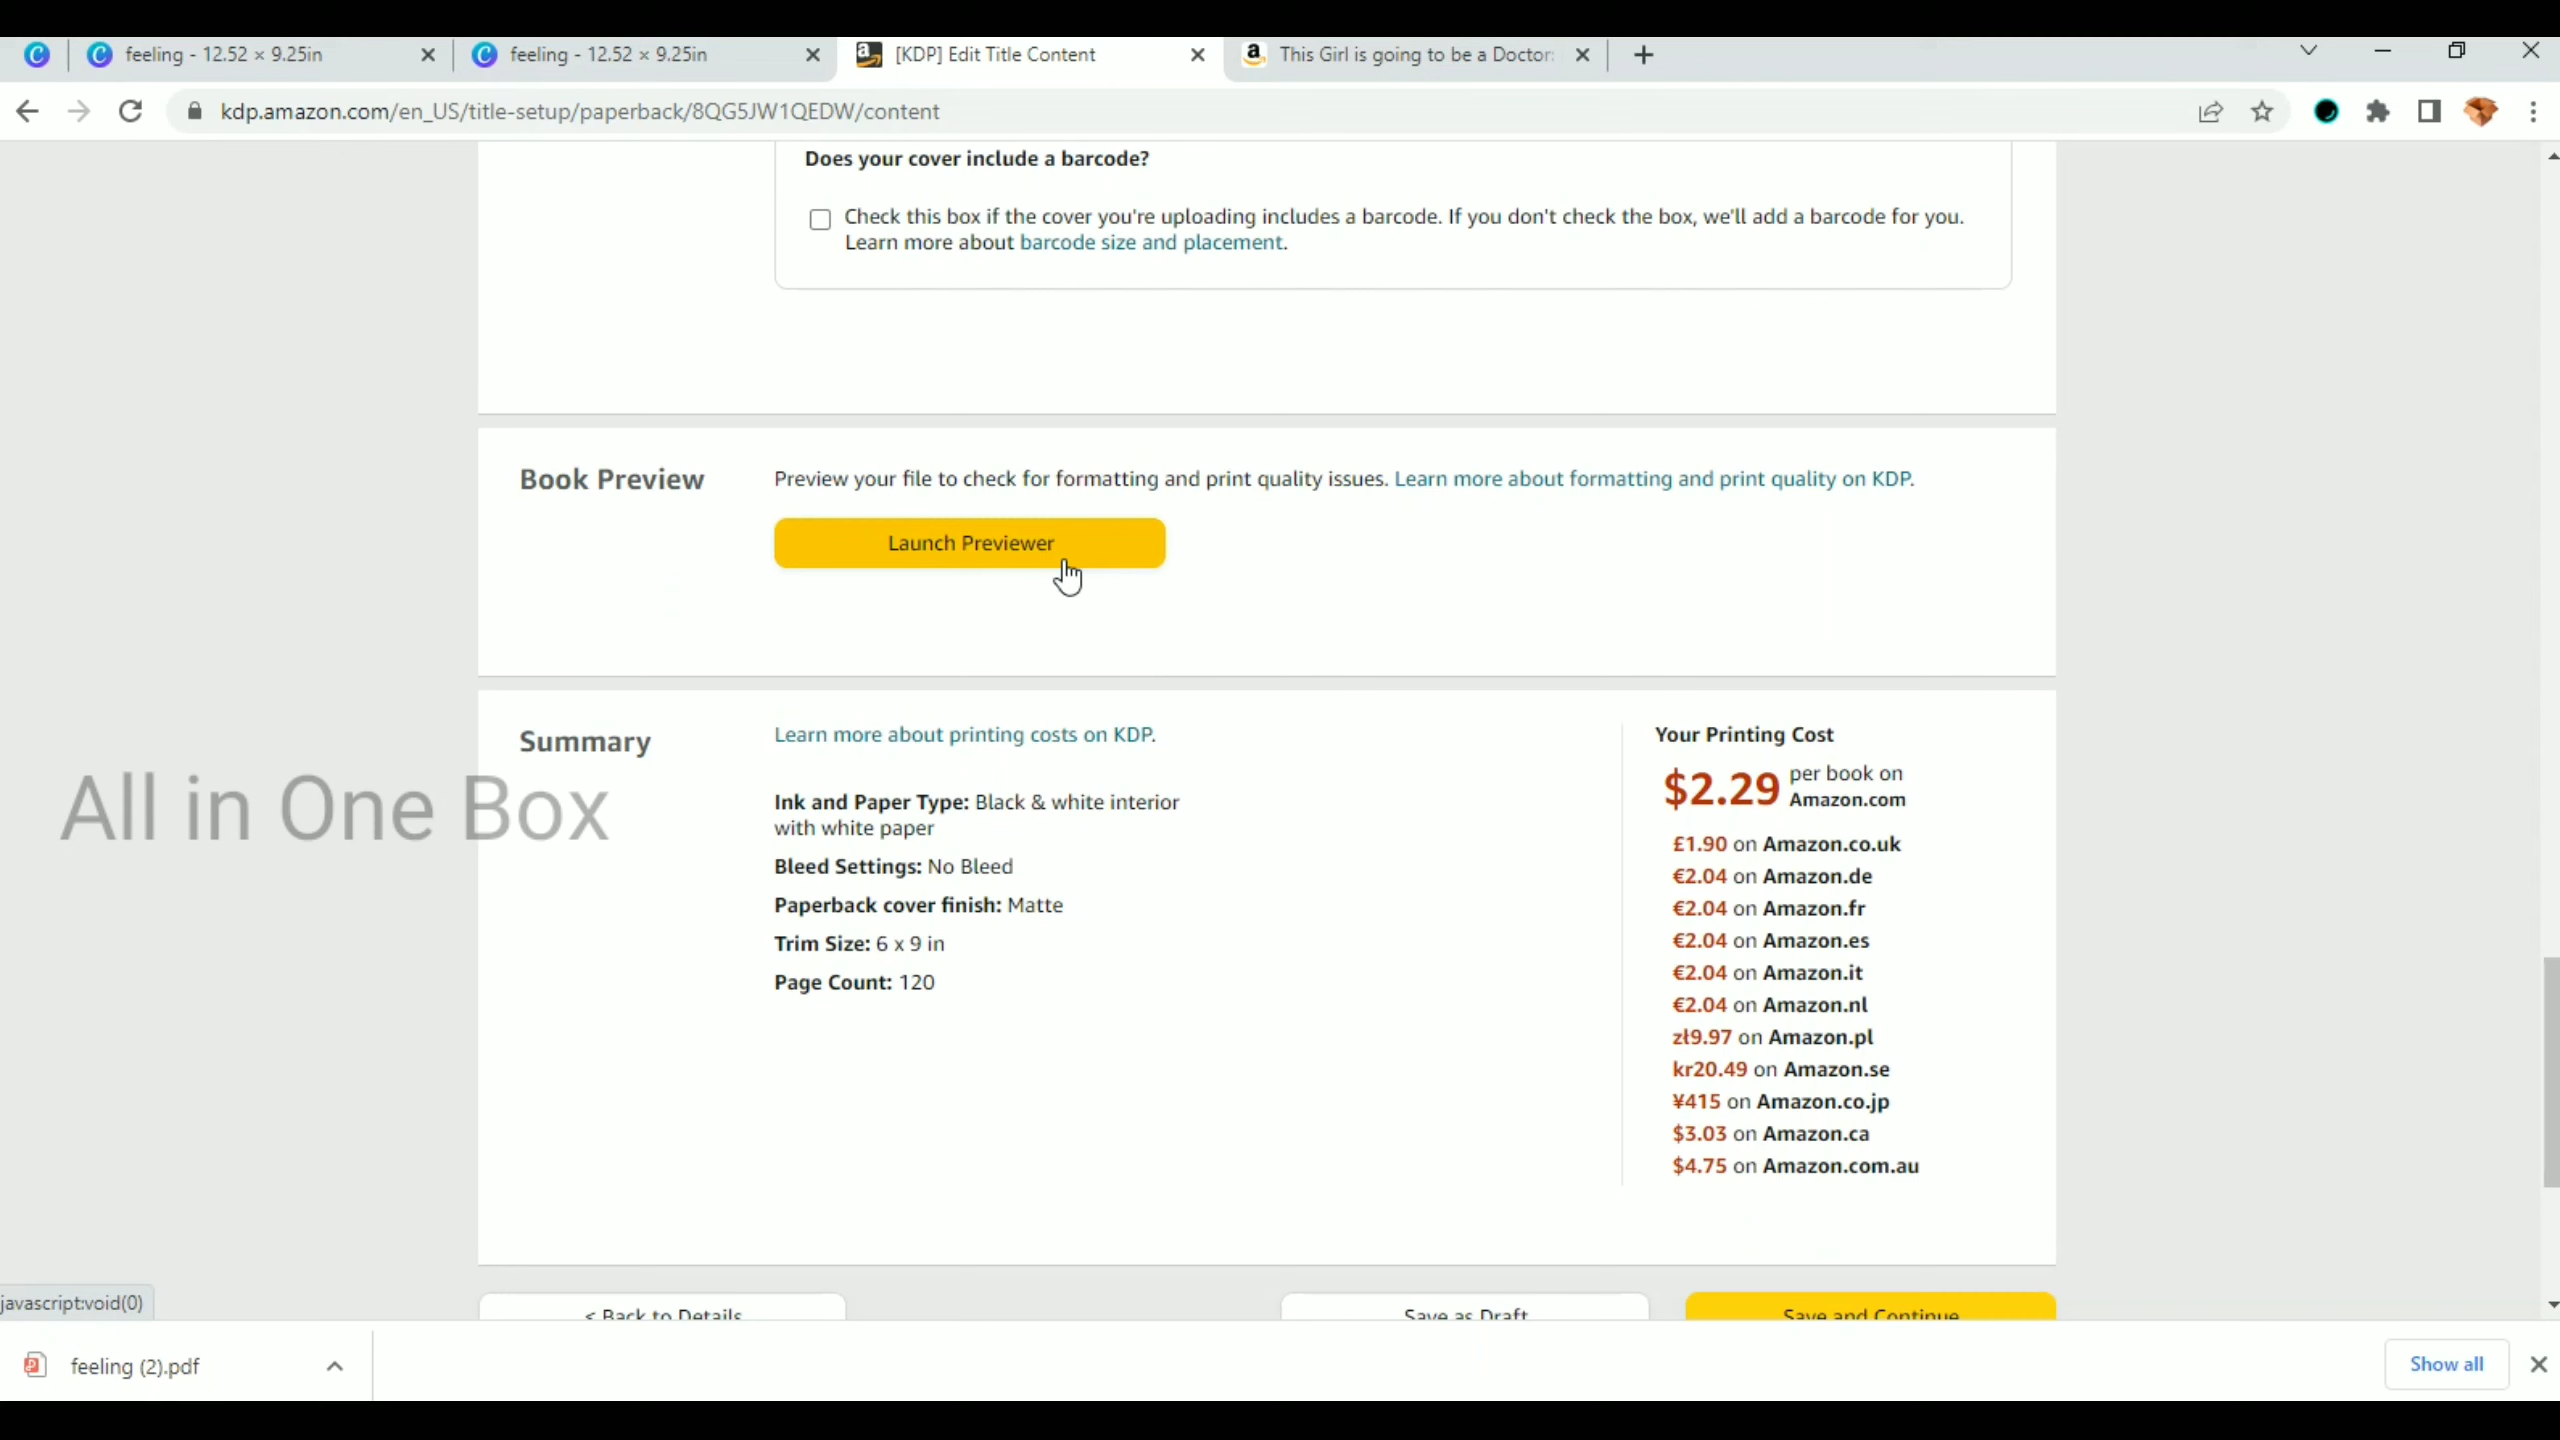 feeling - 12.52 × 9.25in
feeling - 12.52 × 9.25in
[KDP] Edit Title Content
This Girl is going to be a Doctor:
kdp.amazon.com/en_US/title-setup/paperback/8QG5JW1QEDW/content
Does your cover include a barcode?
Check this box if the cover you're uploading includes a barcode. If you don't check the box, we'll add a barcode for you.
Learn more about barcode size and placement.
Book Preview
Preview your file to check for formatting and print quality issues. Learn more about formatting and print quality on KDP.
Launch Previewer
Summary
Learn more about printing costs on KDP.
Ink and Paper Type: Black & white interior
with white paper
Bleed Settings: No Bleed
Paperback cover finish: Matte
Trim Size: 6 x 9 in
Page Count: 120
Your Printing Cost
$2.29 per book on
Amazon.com
£1.90 on Amazon.co.uk
€2.04 on Amazon.de
€2.04 on Amazon.fr
€2.04 on Amazon.es
€2.04 on Amazon.it
€2.04 on Amazon.nl
zł9.97 on Amazon.pl
kr20.49 on Amazon.se
¥415 on Amazon.co.jp
$3.03 on Amazon.ca
$4.75 on Amazon.com.au
All in One Box
javascript:void(0)
< Back to Details
Save as Draft
Save and Continue
feeling (2).pdf
Show all